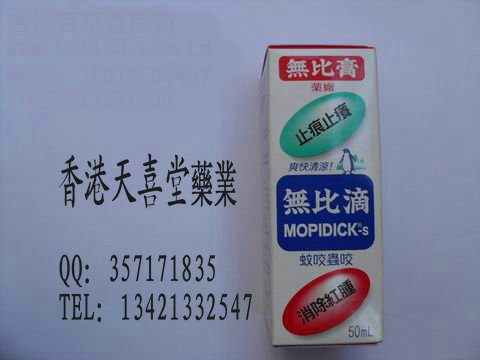 無比膏
薬廠
止痕止癢
爽快清涼!
無比滴
MOPIDICK-s
蚊咬蟲咬
消除紅腫
50mL
香港天喜堂藥業
QQ: 357171835
TEL: 13421332547